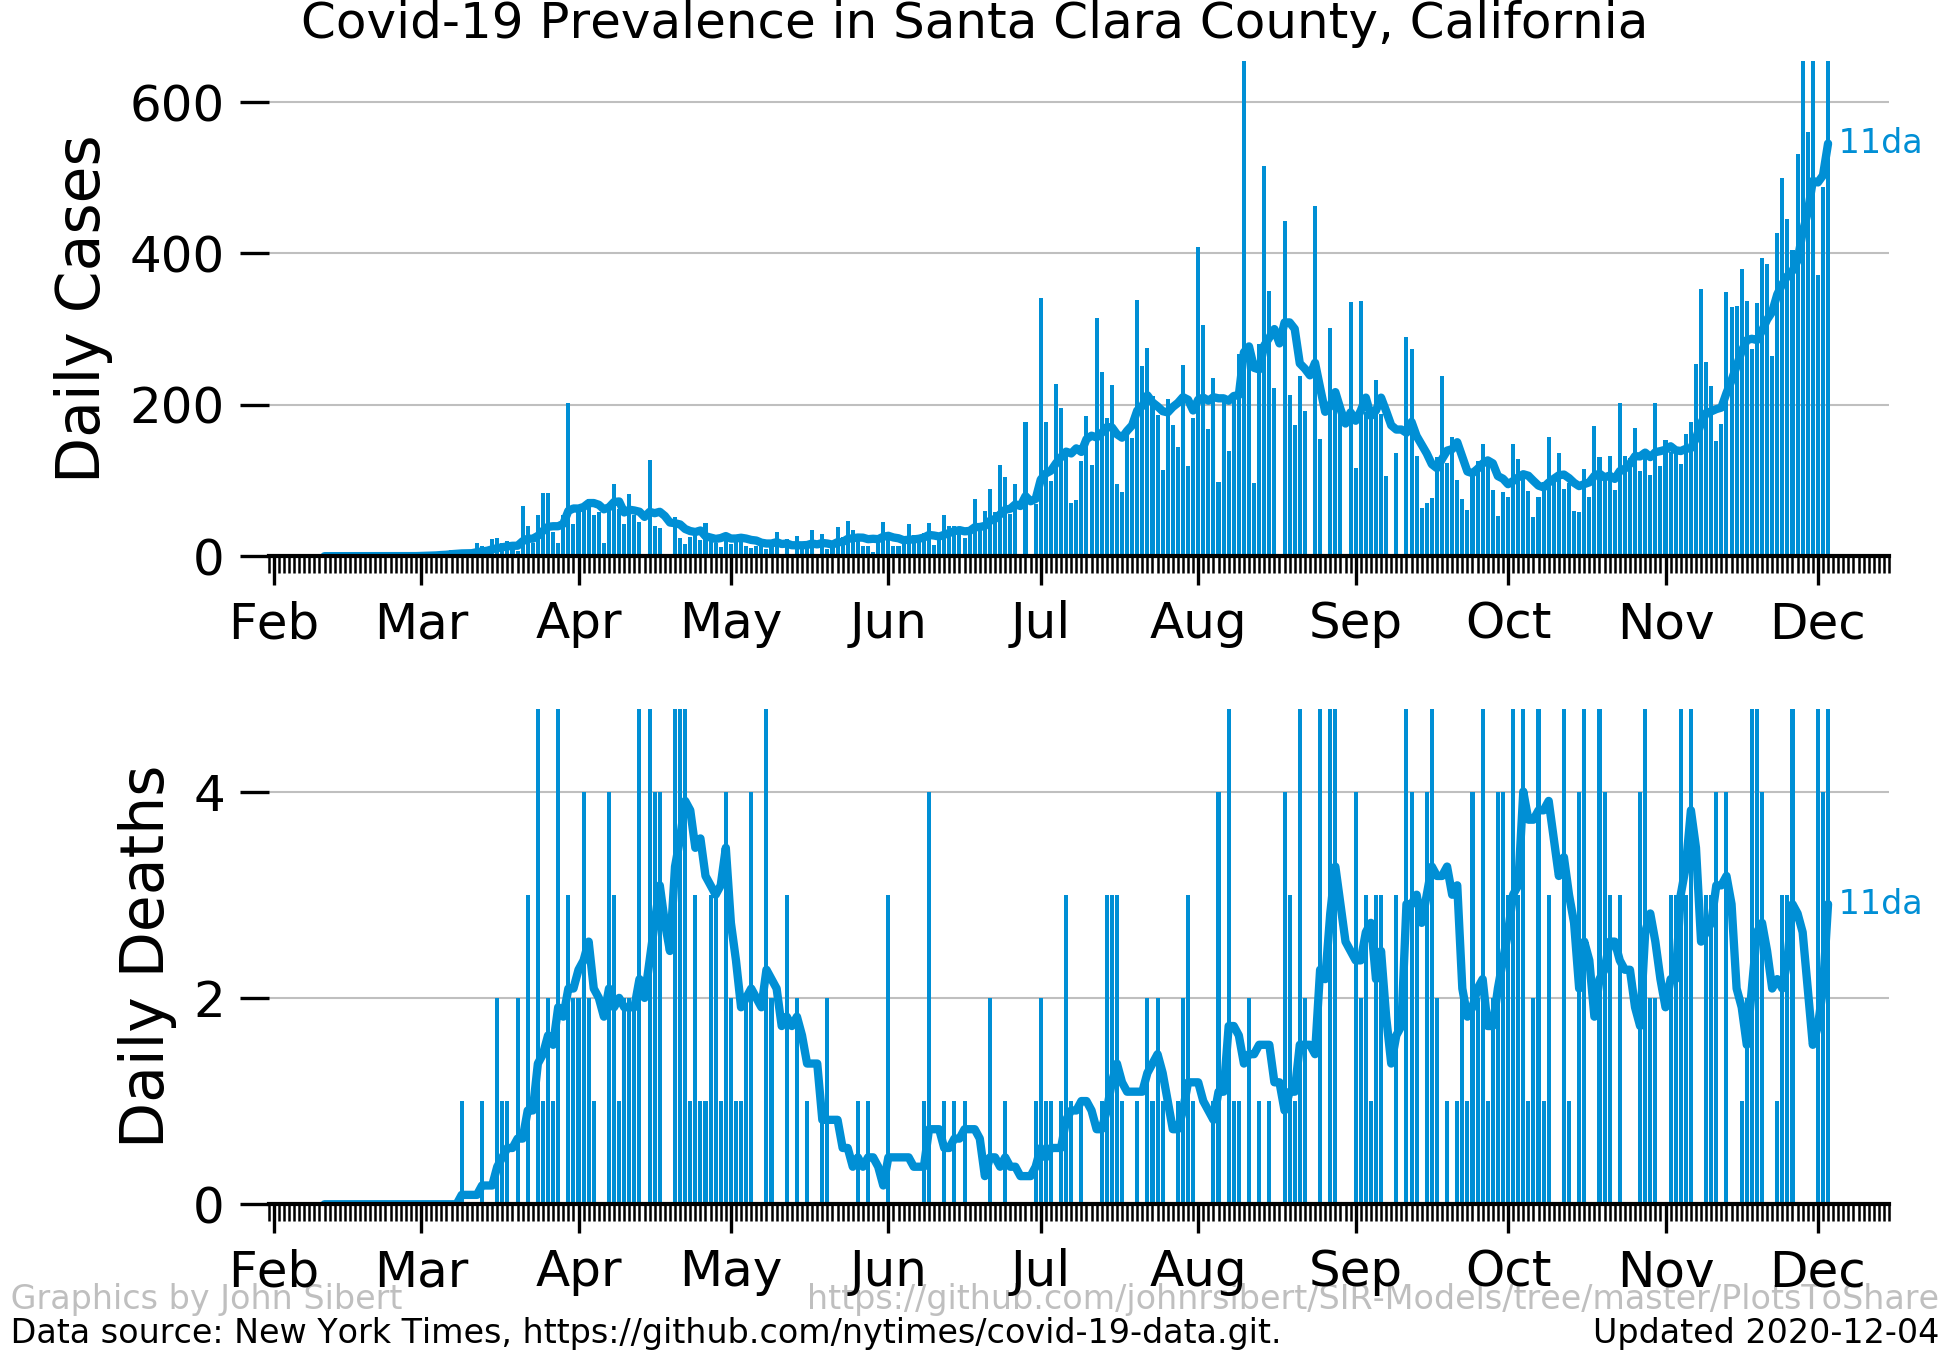 Covid-19 Prevalence in Santa Clara County, California
Daily Cases
600
400
200
0
11da
Feb Mar Apr May Jun Jul Aug Sep Oct Nov Dec
Daily Deaths
4
2
0
11da
Feb Mar Apr May Jun Jul Aug Sep Oct Nov Dec
Graphics by John Sibert https://github.com/johnrsibert/SIR-Models/tree/master/PlotsToShare
Data source: New York Times, https://github.com/nytimes/covid-19-data.git. Updated 2020-12-04